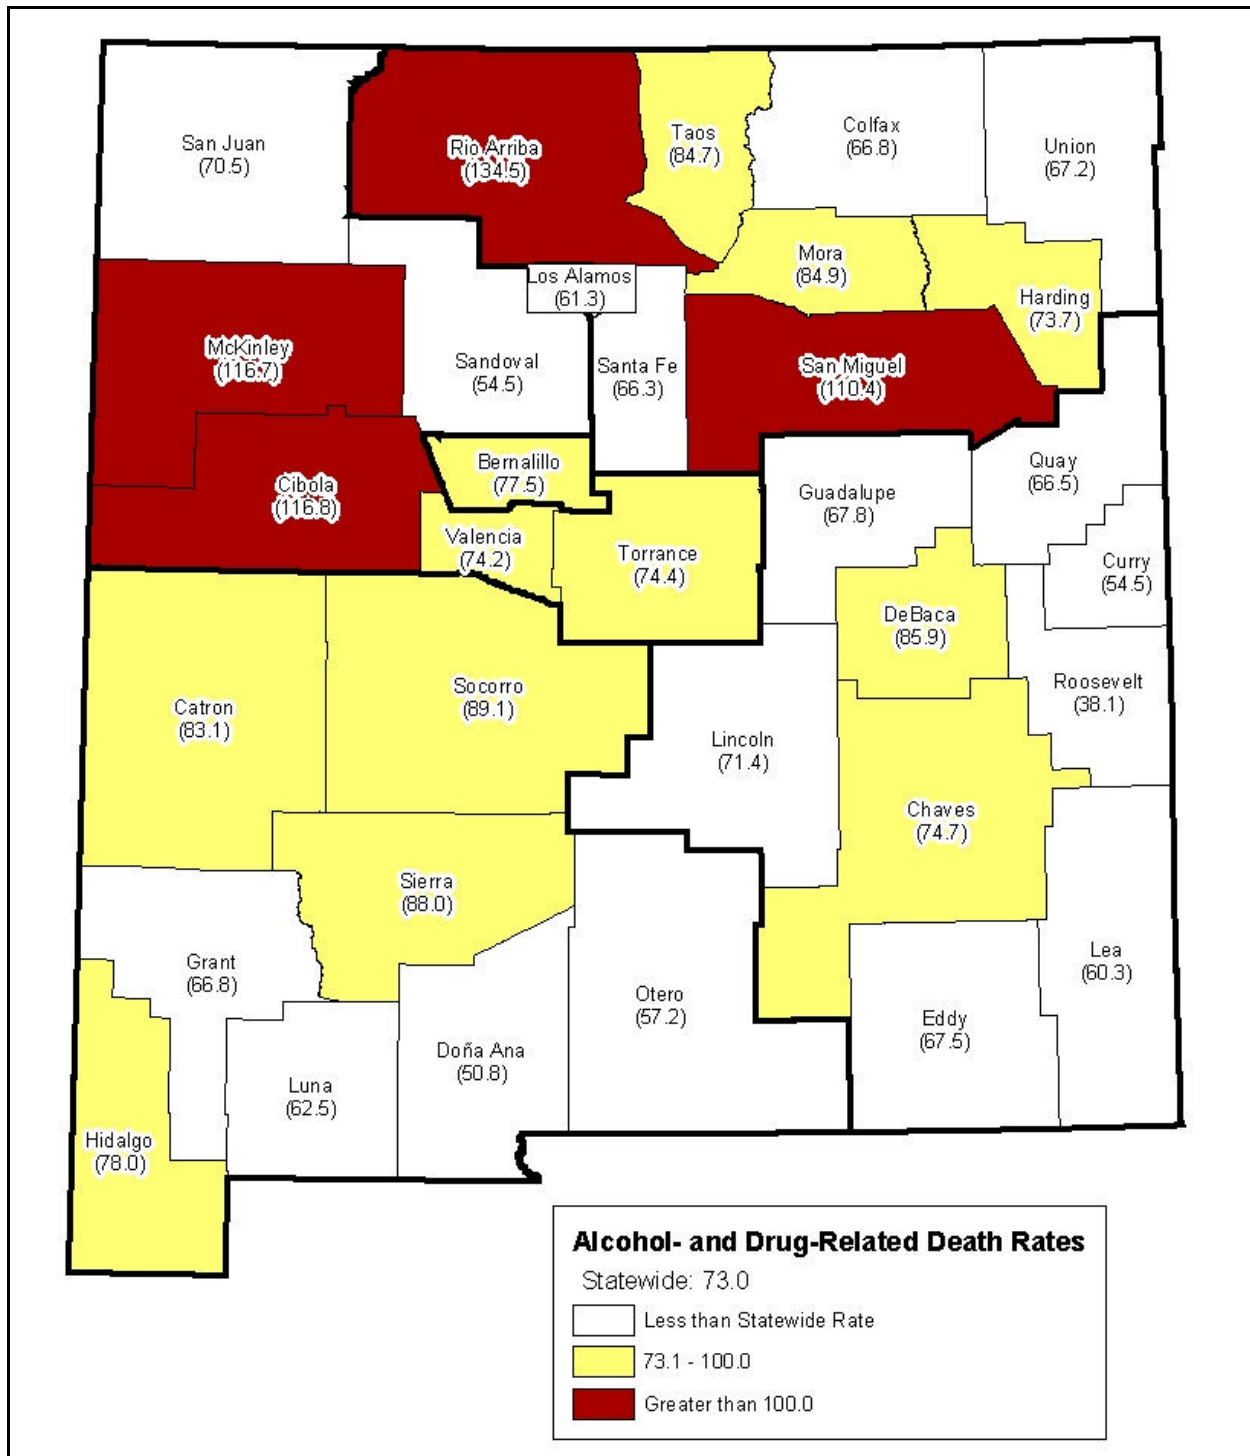 San Juan
(70.5)
Rio Arriba
(134.5)
Taos
(84.7)
Colfax
(66.8)
Union
(67.2)
Mora
(84.9)
Harding
(73.7)
Los Alamos
(61.3)
McKinley
(116.7)
Sandoval
(54.5)
Santa Fe
(66.3)
San Miguel
(110.4)
Cibola
(116.8)
Bernalillo
(77.5)
Guadalupe
(67.8)
Quay
(66.5)
Valencia
(74.2)
Torrance
(74.4)
Curry
(54.5)
DeBaca
(85.9)
Catron
(83.1)
Socorro
(89.1)
Roosevelt
(38.1)
Lincoln
(71.4)
Chaves
(74.7)
Sierra
(88.0)
Grant
(66.8)
Lea
(60.3)
Otero
(57.2)
Eddy
(67.5)
Doña Ana
(50.8)
Luna
(62.5)
Hidalgo
(78.0)
Alcohol- and Drug-Related Death Rates
Statewide: 73.0
Less than Statewide Rate
73.1 - 100.0
Greater than 100.0